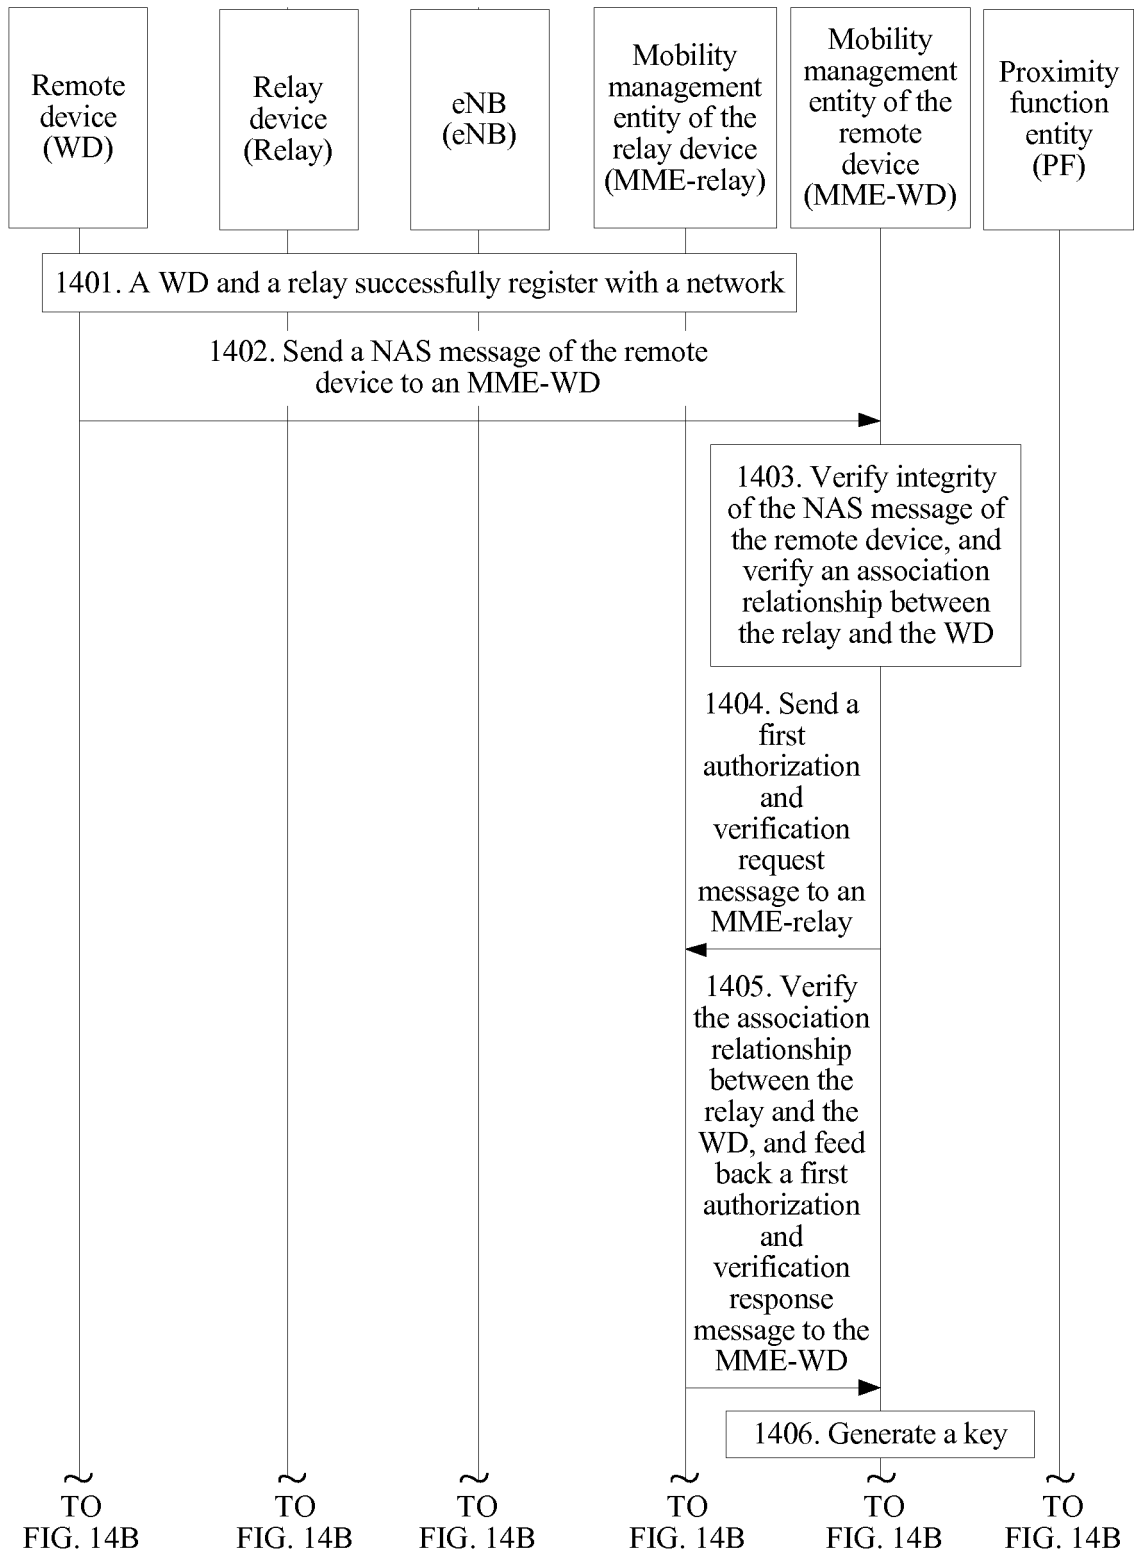 Remote
device
(WD)
Relay
device
(Relay)
eNB
(eNB)
Mobility
management
entity of the
relay device
(MME-relay)
Mobility
management
entity of the
remote
device
(MME-WD)
Proximity
function
entity
(PF)
1401. A WD and a relay successfully register with a network
1402. Send a NAS message of the remote
device to an MME-WD
1403. Verify integrity
of the NAS message of
the remote device, and
verify an association
relationship between
the relay and the WD
1404. Send a
first
authorization
and
verification
request
message to an
MME-relay
1405. Verify
the association
relationship
between the
relay and the
WD, and feed
back a first
authorization
and
verification
response
message to the
MME-WD
1406. Generate a key
TO
FIG. 14B
TO
FIG. 14B
TO
FIG. 14B
TO
FIG. 14B
TO
FIG. 14B
TO
FIG. 14B